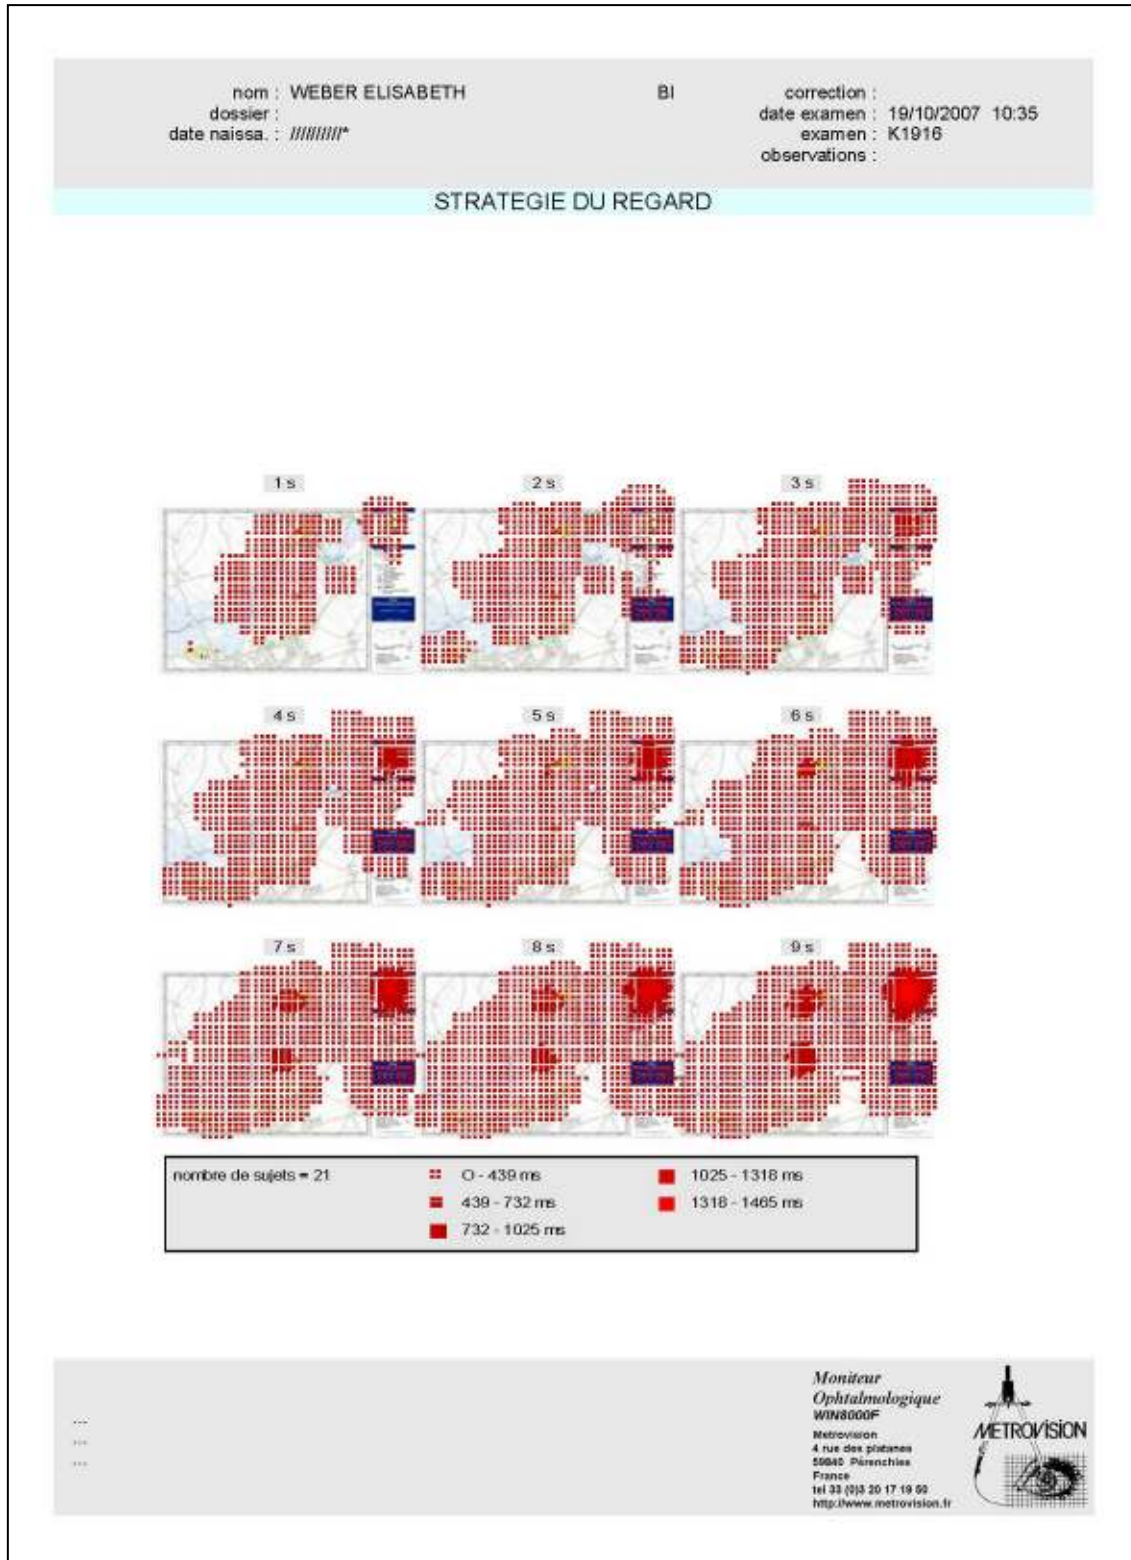 nom : WEBER ELISABETH BI correction :
dossier : date examen : 19/10/2007 10:35
date naissa. : //////////* examen : K1916
observations :
STRATEGIE DU REGARD
1 s 2 s 3 s
4 s 5 s 6 s
7 s 8 s 9 s
nombre de sujets = 21 O - 439 ms 1025 - 1318 ms
439 - 732 ms 1318 - 1465 ms
732 - 1025 ms
Moniteur
Ophtalmologique
WIN8000F
Metrovision
4 rue des platanes
59840 Pérenchies
France
tel 33 (0)3 20 17 19 50
http://www.metrovision.fr
METROVISION
---
---
---